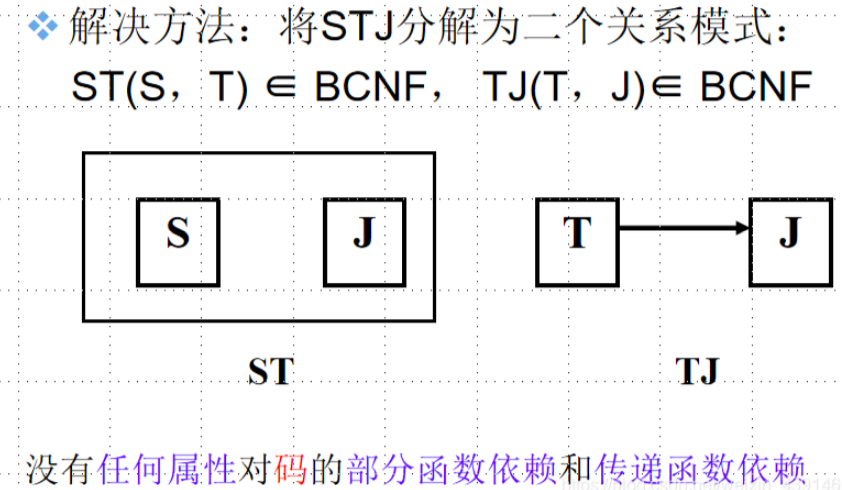 解决方法：将STJ分解为二个关系模式：
ST(S，T) ∈ BCNF， TJ(T，J)∈ BCNF
S J T J
ST TJ
没有任何属性对码的部分函数依赖和传递函数依赖